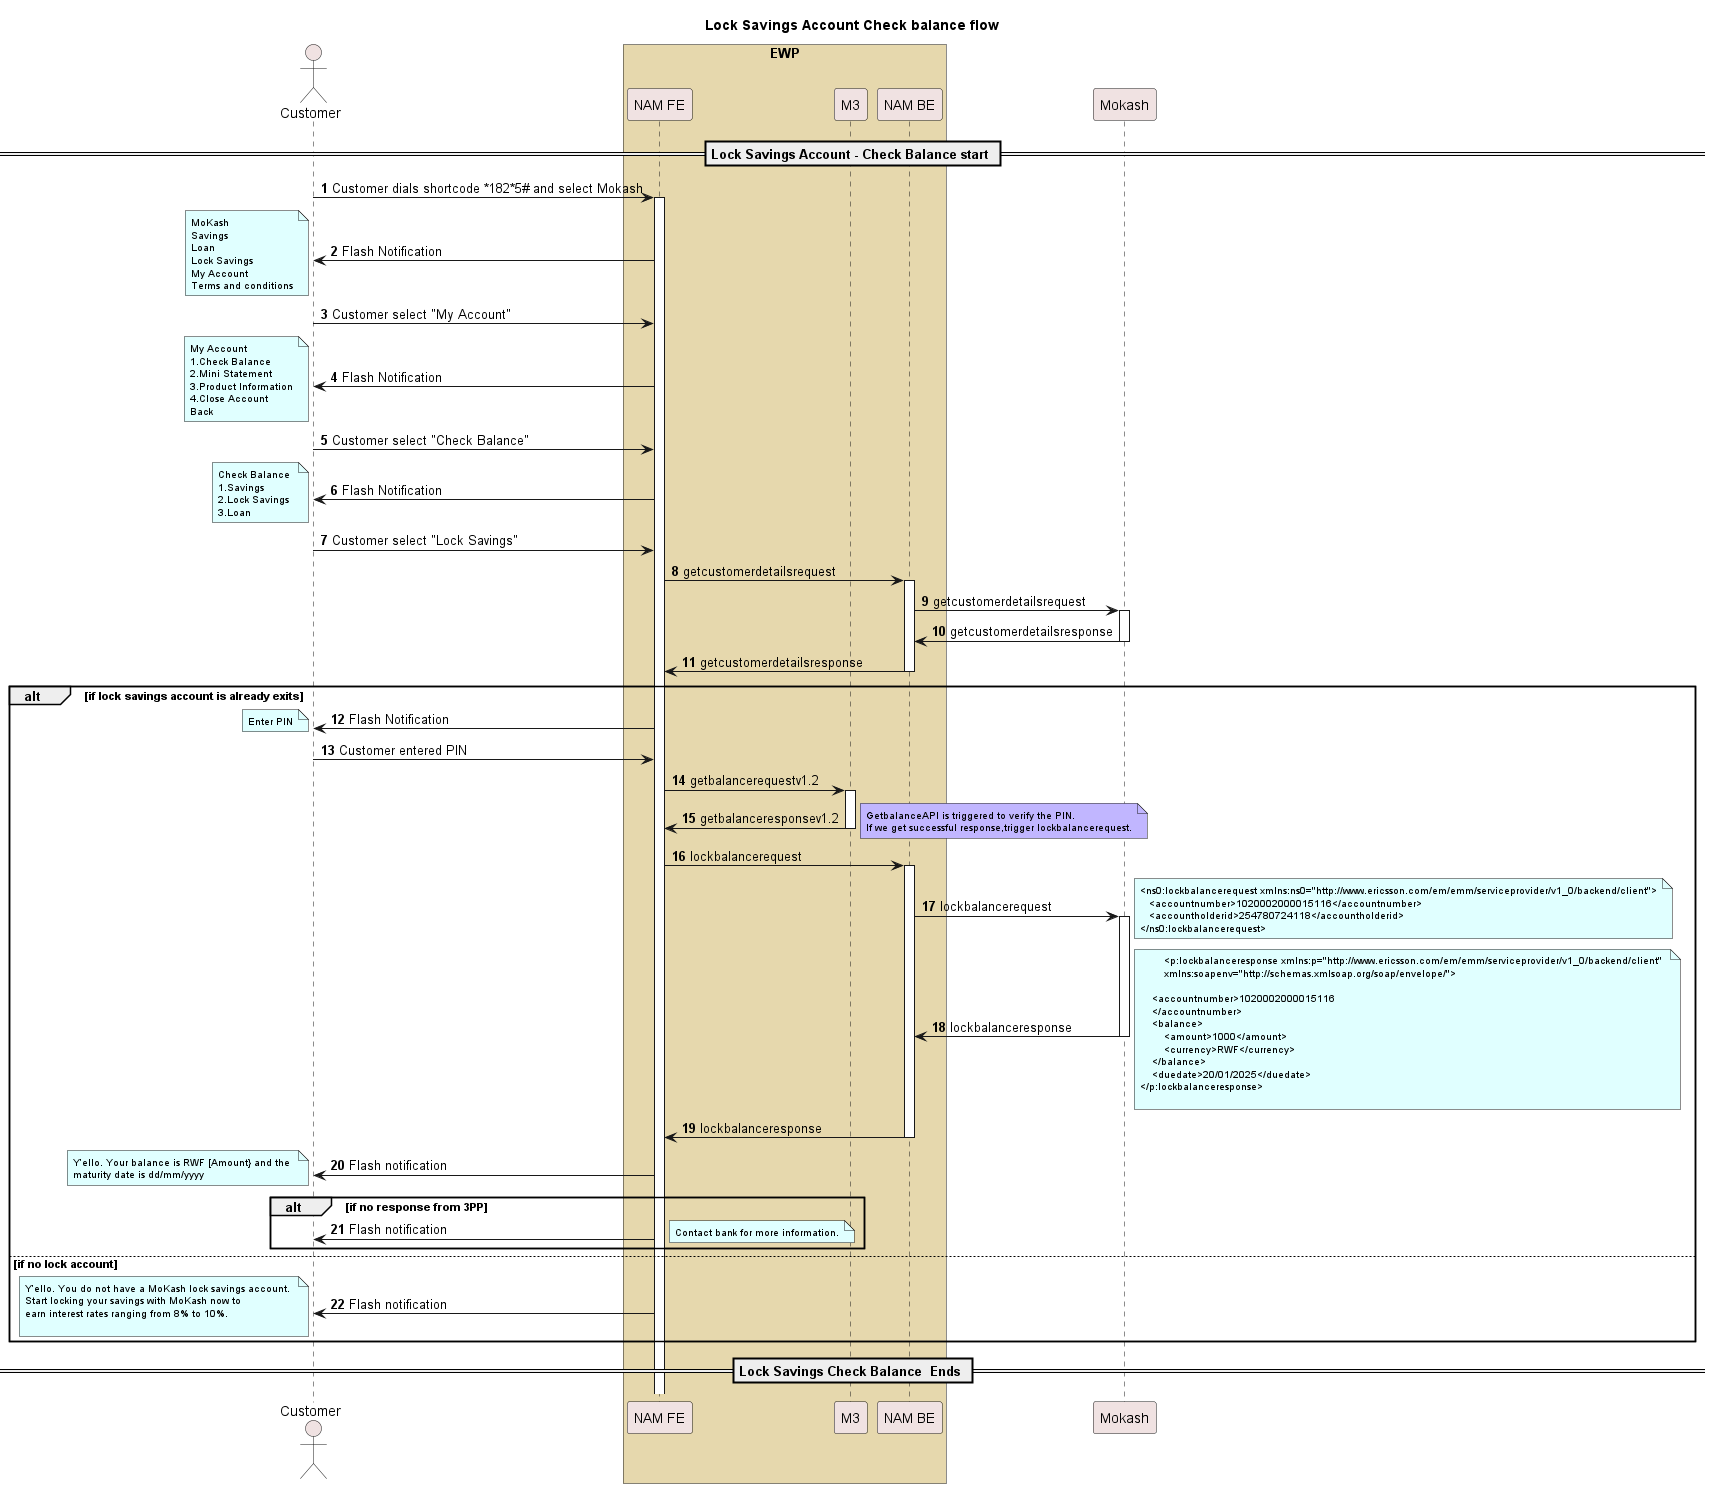 Lock Savings Account Check balance flow
EWP
Customer
NAM FE
M3
NAM BE
Mokash
Lock Savings Account - Check Balance start
1 Customer dials shortcode *182*5# and select Mokash
MoKash
Savings
Loan
Lock Savings
My Account
Terms and conditions
2 Flash Notification
3 Customer select "My Account"
My Account
1.Check Balance
2.Mini Statement
3.Product Information
4.Close Account
Back
4 Flash Notification
5 Customer select "Check Balance"
Check Balance
1.Savings
2.Lock Savings
3.Loan
6 Flash Notification
7 Customer select "Lock Savings"
8 getcustomerdetailsrequest
9 getcustomerdetailsrequest
10 getcustomerdetailsresponse
11 getcustomerdetailsresponse
alt [if lock savings account is already exits]
Enter PIN
12 Flash Notification
13 Customer entered PIN
14 getbalancerequestv1.2
15 getbalanceresponsev1.2
GetbalanceAPI is triggered to verify the PIN.
If we get successful response,trigger lockbalancerequest.
16 lockbalancerequest
17 lockbalancerequest
<ns0:lockbalancerequest xmlns:ns0="http://www.ericsson.com/em/emm/serviceprovider/v1_0/backend/client">
<accountnumber>1020002000015116</accountnumber>
<accountholderid>254780724118</accountholderid>
</ns0:lockbalancerequest>
<p:lockbalanceresponse xmlns:p="http://www.ericsson.com/em/emm/serviceprovider/v1_0/backend/client"
xmlns:soapenv="http://schemas.xmlsoap.org/soap/envelope/">
<accountnumber>1020002000015116
</accountnumber>
<balance>
<amount>1000</amount>
<currency>RWF</currency>
</balance>
<duedate>20/01/2025</duedate>
</p:lockbalanceresponse>
18 lockbalanceresponse
19 lockbalanceresponse
Y'ello. Your balance is RWF [Amount} and the
maturity date is dd/mm/yyyy
20 Flash notification
alt [if no response from 3PP]
21 Flash notification
Contact bank for more information.
[if no lock account]
Y'ello. You do not have a MoKash lock savings account.
Start locking your savings with MoKash now to
earn interest rates ranging from 8% to 10%.
22 Flash notification
Lock Savings Check Balance  Ends
Customer
NAM FE
M3
NAM BE
Mokash